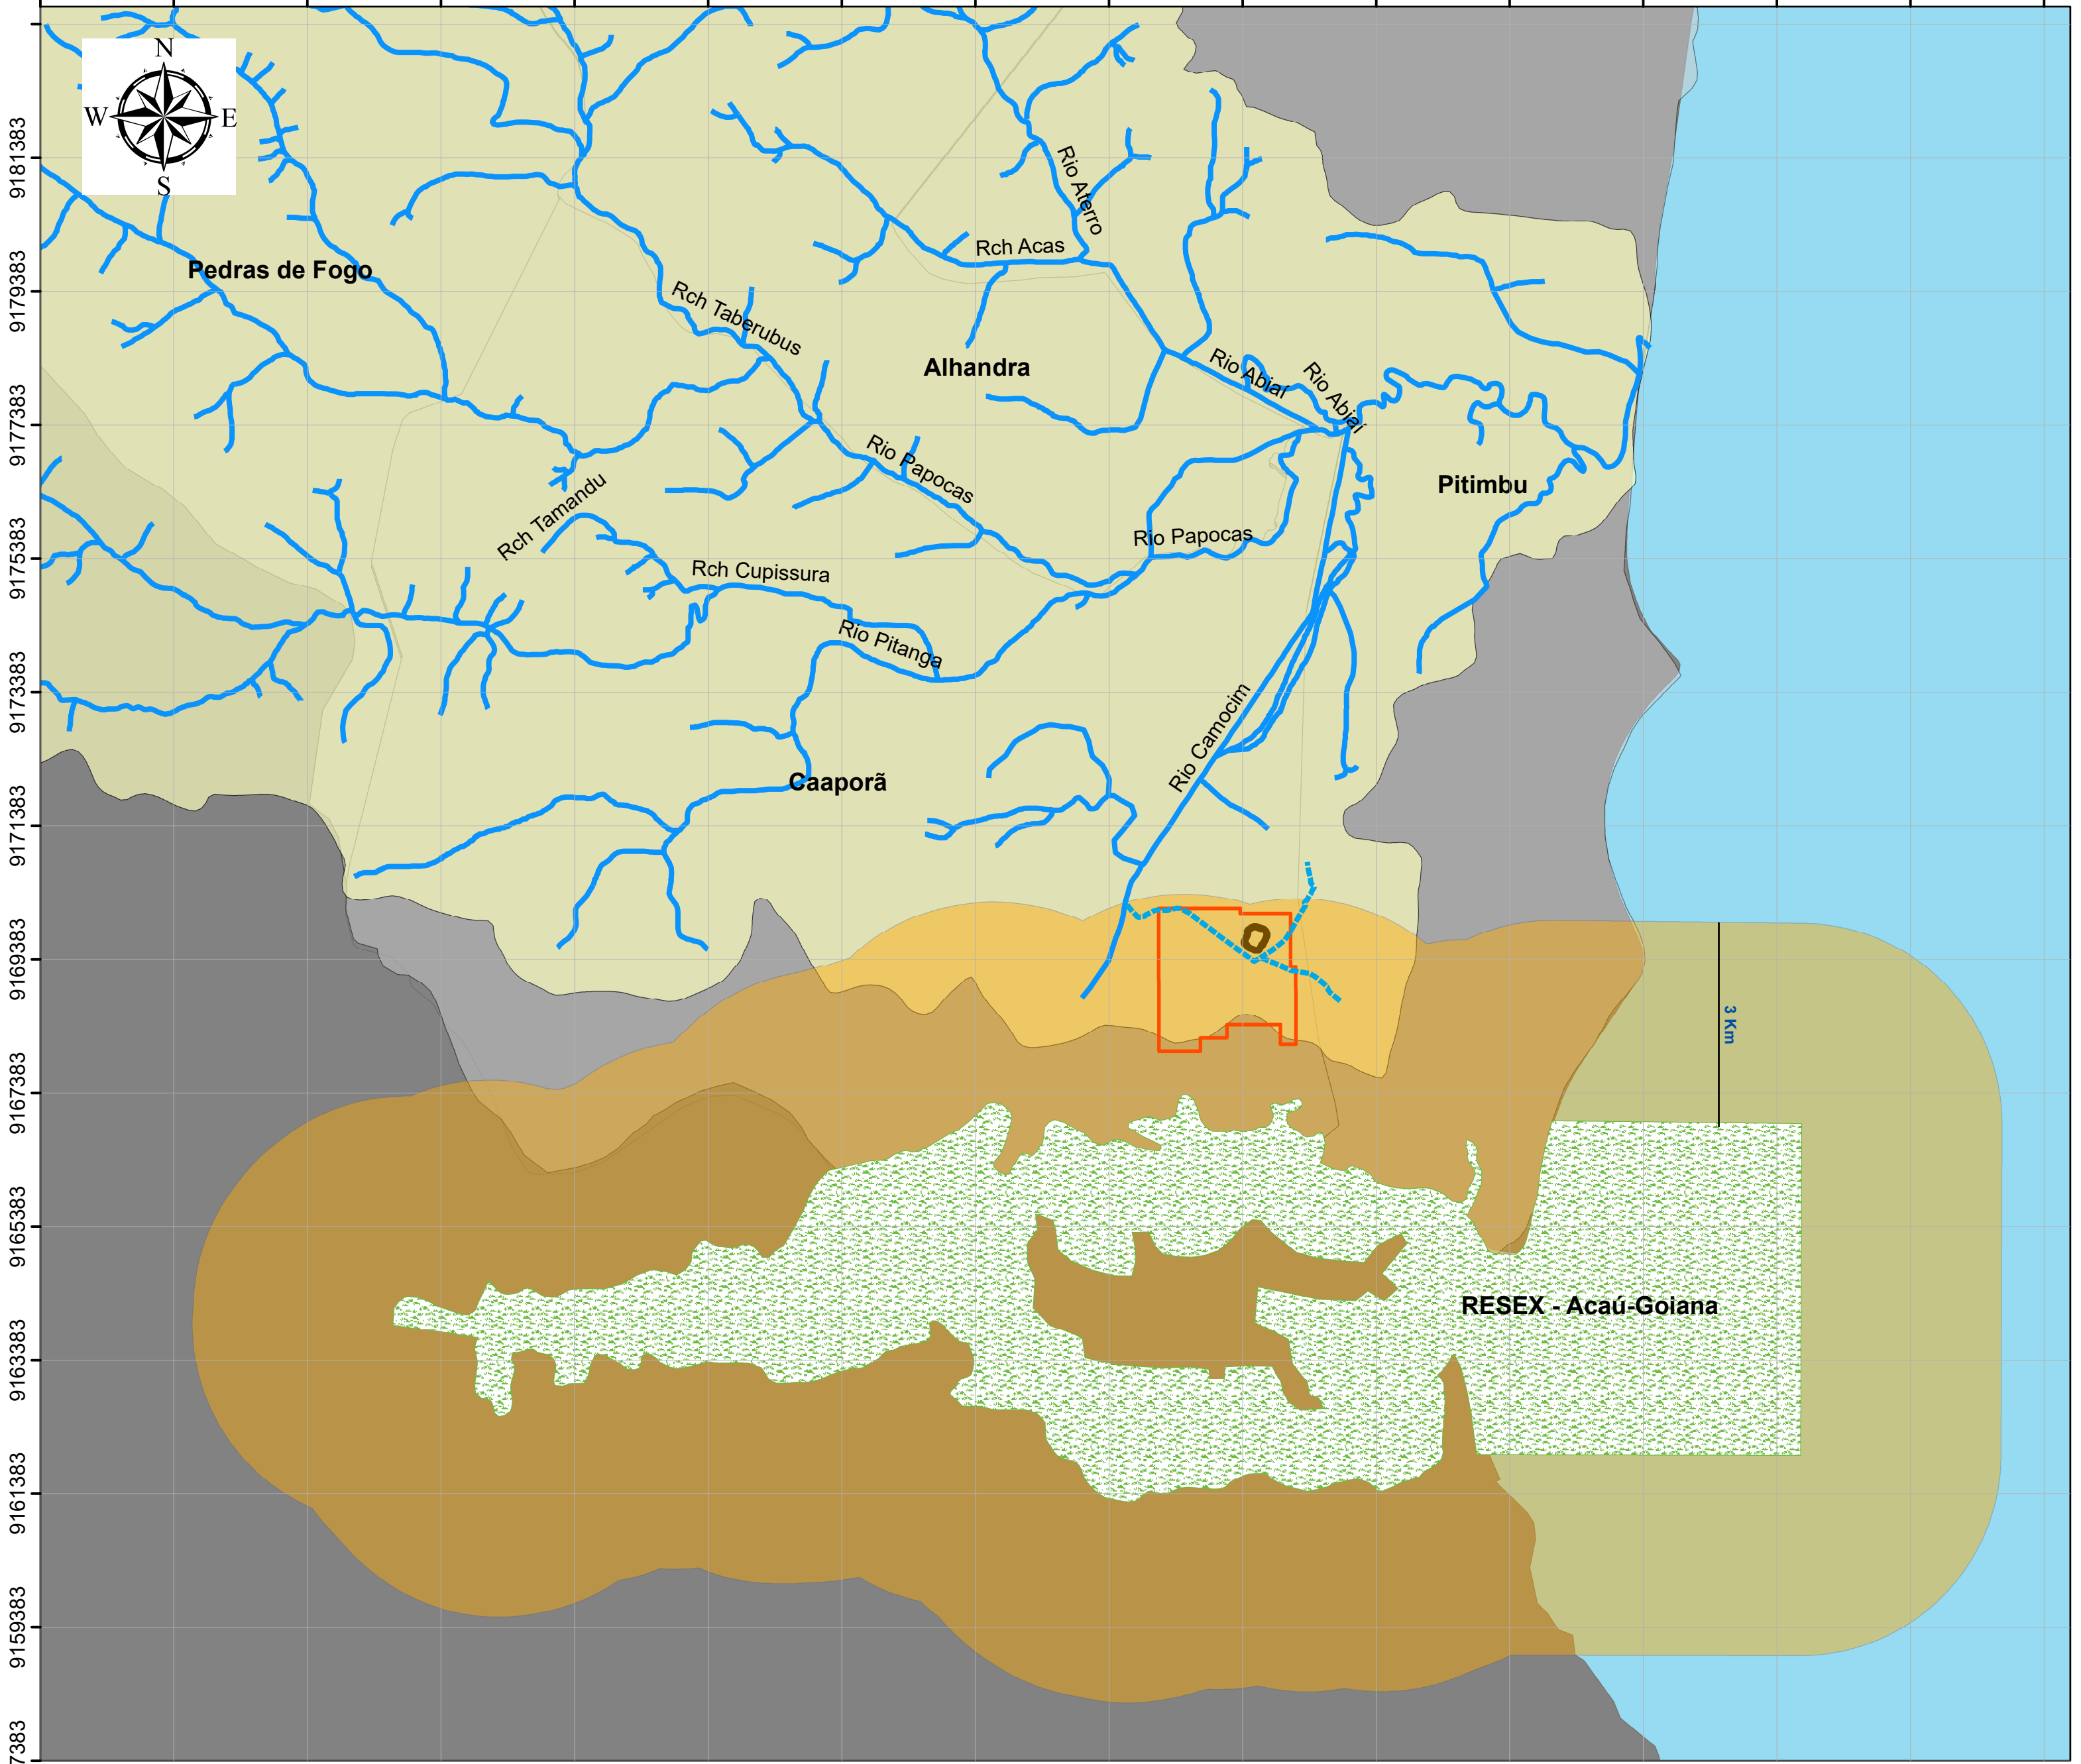 N
W E
S
9181383
Rio Aterro
Rch Acas
Pedras de Fogo
9179383
Rch Taberubus
Alhandra
Rio Abiaí
Rio Abiaí
9177383
Rio Papocas
Pitimbu
Rch Tamandu
Rio Papocas
9175383
Rch Cupissura
Rio Pitanga
9173383
Rio Camocim
Caaporã
9171383
9169383
3 Km
9167383
9165383
RESEX - Acaú-Goiana
9163383
9161383
9159383
7383